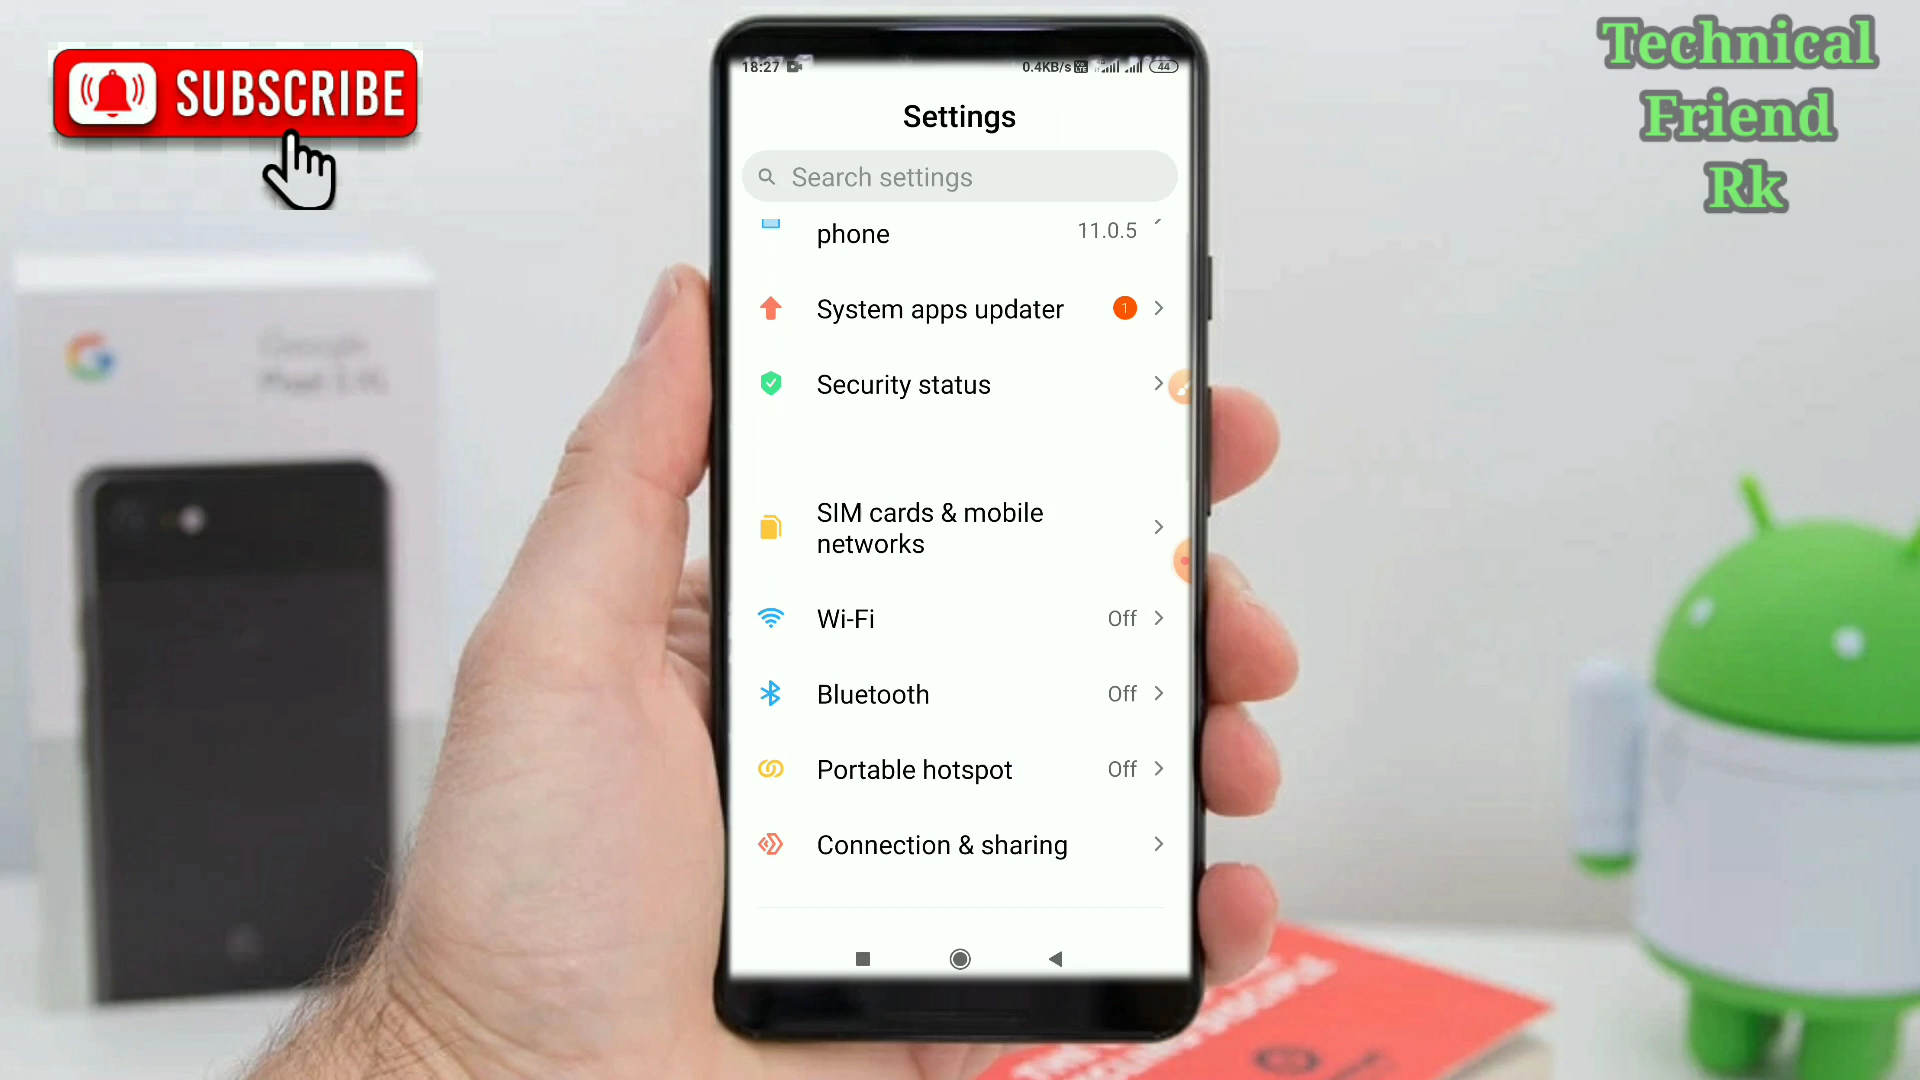 SUBSCRIBE
Technical
Friend
Rk
18:27 0.4KB/s 44
Settings
Search settings
phone 11.0.5
System apps updater 1
Security status
SIM cards & mobile
networks
Wi-Fi Off
Bluetooth Off
Portable hotspot Off
Connection & sharing